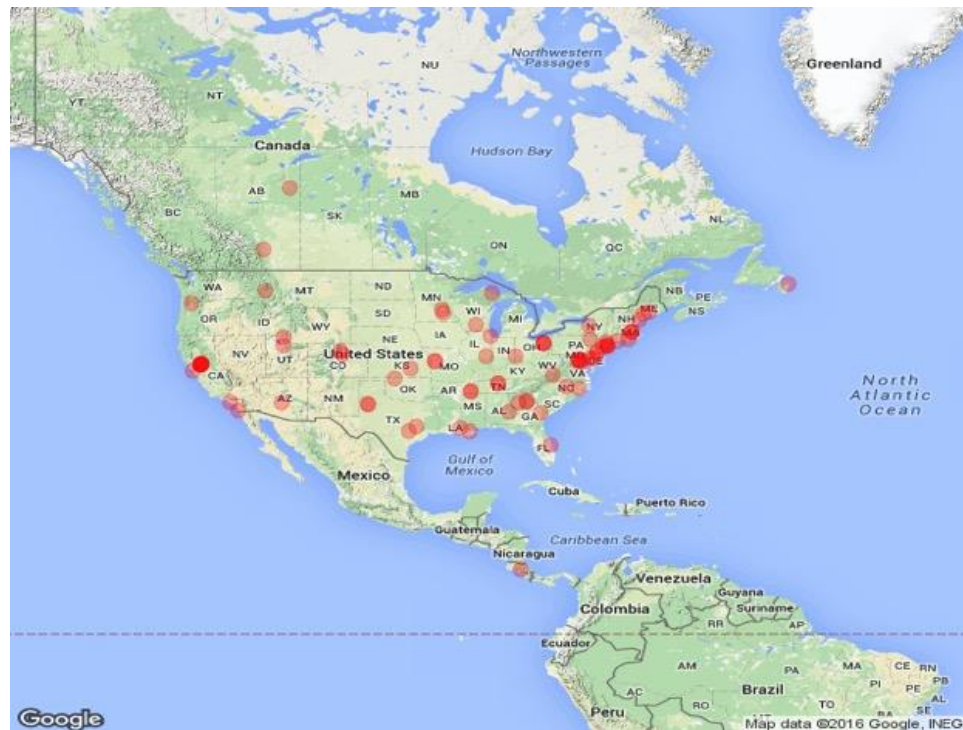 Northwestern
Passages
Greenland
NU
YT
NT
Canada
Hudson Bay
AB
MB
BC
SK
NL
ON
QC
WA
MT
ND
NB
PE
MN
NS
ME
OR
ID
SD
WI
NH
WY
MI
NY
MA
IA
NE
IL
IN
OH
PA
NV
UT
United States
MD
DE
CO
KS
MO
WV
VA
CA
KY
OK
TN
NC
AZ
NM
AR
MS
SC
AL
GA
TX
LA
North
Atlantic
Ocean
FL
Gulf of
Mexico
Mexico
Cuba
Puerto Rico
Guatemala
Caribbean Sea
Nicaragua
Venezuela
Guyana
Colombia
Suriname
RR
AP
Ecuador
AM
PA
MA
CE
RN
PI
PB
PE
AC
Brazil
TO
AL
RO
SE
Peru
Google
Map data ©2016 Google, INEG